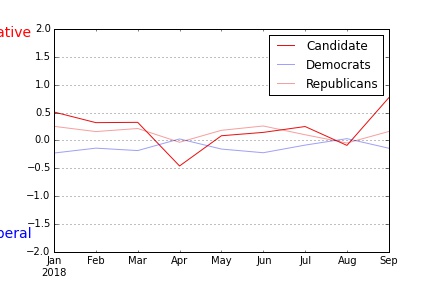 ative
2.0
1.5
1.0
0.5
0.0
−0.5
−1.0
−1.5
−2.0
beral
Candidate
Democrats
Republicans
Jan Feb Mar Apr May Jun Jul Aug Sep
2018